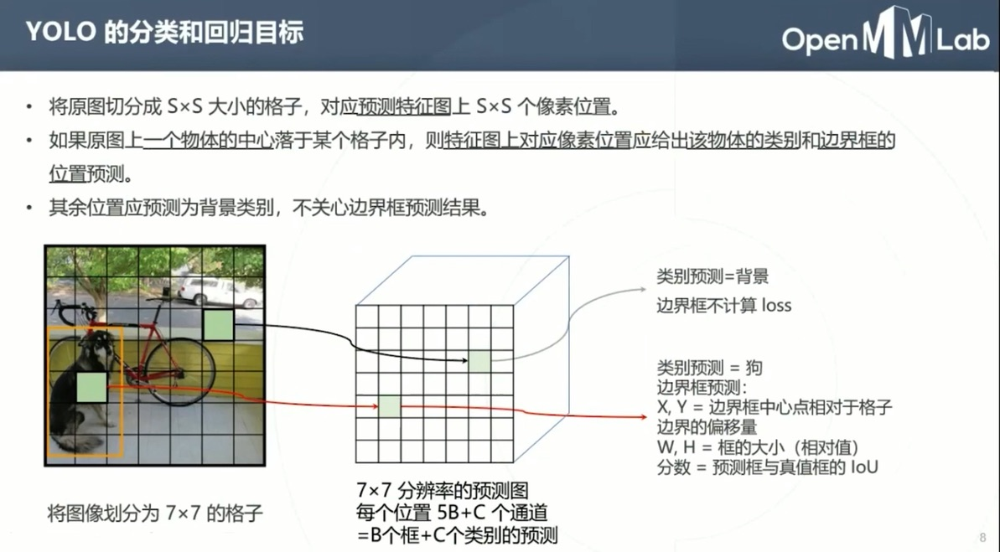 YOLO 的分类和回归目标
OpenMMLab
• 将原图切分成 S×S 大小的格子，对应预测特征图上 S×S 个像素位置。
• 如果原图上一个物体的中心落于某个格子内，则特征图上对应像素位置应给出该物体的类别和边界框的
位置预测。
• 其余位置应预测为背景类别，不关心边界框预测结果。
类别预测=背景
边界框不计算 loss
类别预测 = 狗
边界框预测：
X, Y = 边界框中心点相对于格子
边界的偏移量
W, H = 框的大小（相对值）
分数 = 预测框与真值框的 IoU
将图像划分为 7×7 的格子
7×7 分辨率的预测图
每个位置 5B+C 个通道
=B个框+C个类别的预测
8